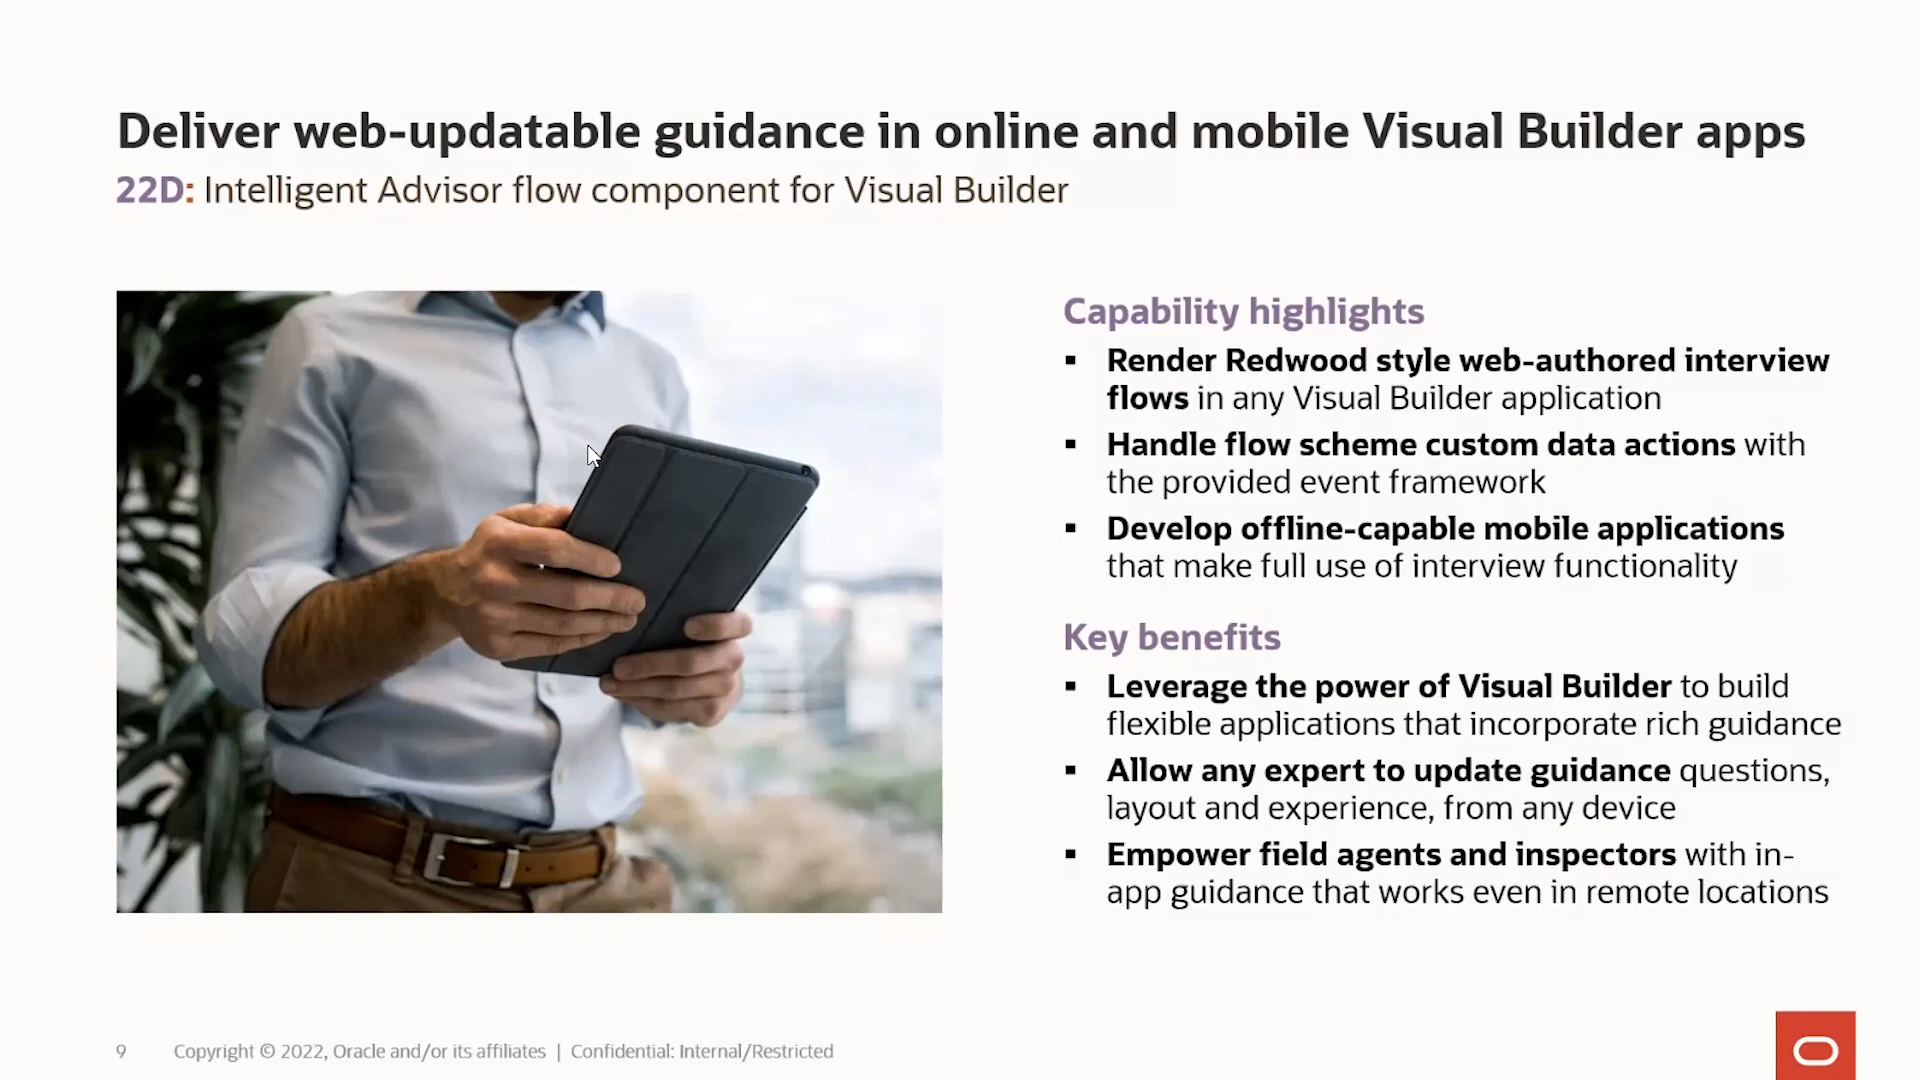 Deliver web-updatable guidance in online and mobile Visual Builder apps
22D: Intelligent Advisor flow component for Visual Builder
Capability highlights
▪ Render Redwood style web-authored interview
flows in any Visual Builder application
▪ Handle flow scheme custom data actions with
the provided event framework
▪ Develop offline-capable mobile applications
that make full use of interview functionality
Key benefits
▪ Leverage the power of Visual Builder to build
flexible applications that incorporate rich guidance
▪ Allow any expert to update guidance questions,
layout and experience, from any device
▪ Empower field agents and inspectors with in-
app guidance that works even in remote locations
9 Copyright © 2022, Oracle and/or its affiliates | Confidential: Internal/Restricted